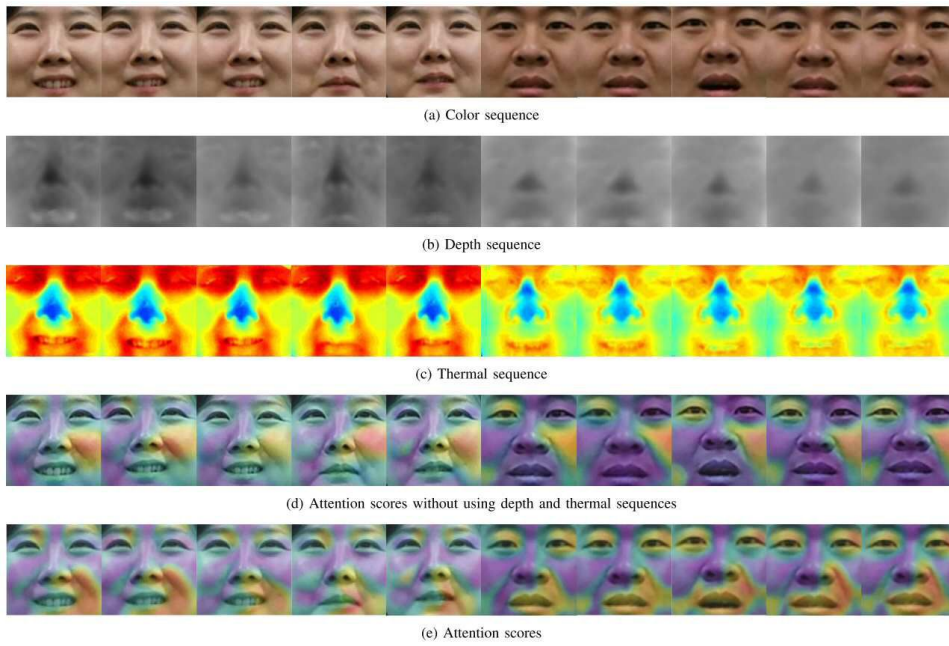 (a) Color sequence
(b) Depth sequence
(c) Thermal sequence
(d) Attention scores without using depth and thermal sequences
(e) Attention scores